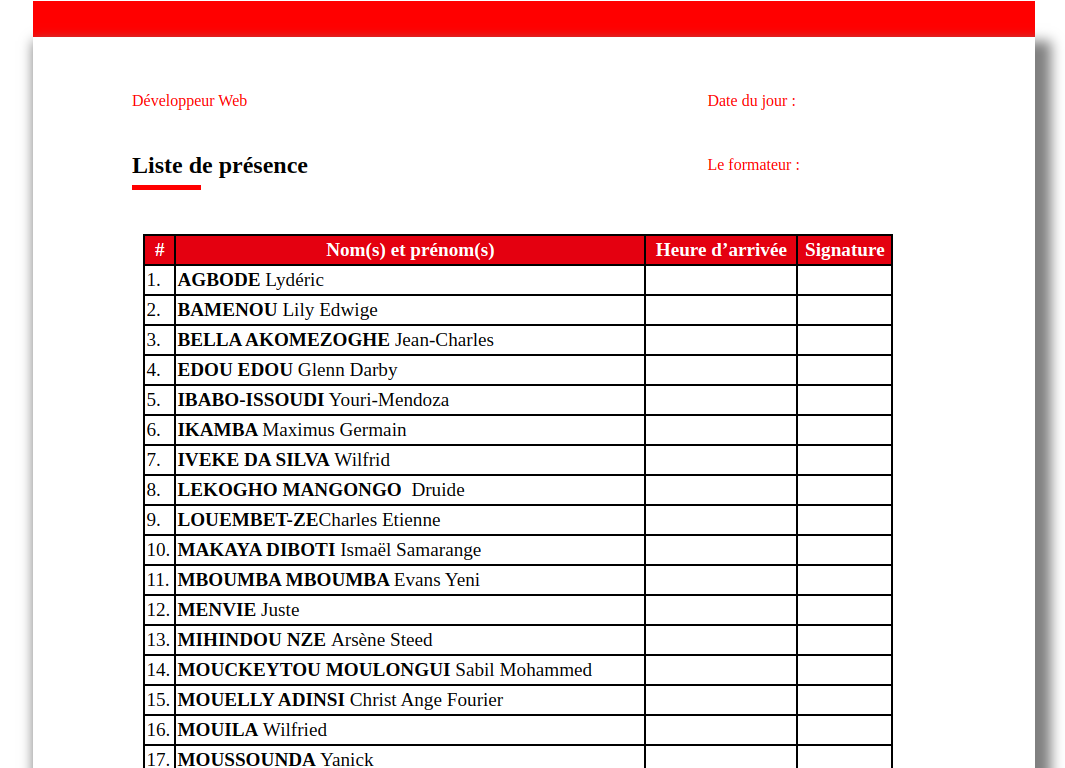 Développeur Web Date du jour :
Liste de présence Le formateur :
# Nom(s) et prénom(s) Heure d’arrivée Signature
1. AGBODE Lydéric
2. BAMENOU Lily Edwige
3. BELLA AKOMEZOGHE Jean-Charles
4. EDOU EDOU Glenn Darby
5. IBABO-ISSOUDI Youri-Mendoza
6. IKAMBA Maximus Germain
7. IVEKE DA SILVA Wilfrid
8. LEKOGHO MANGONGO Druide
9. LOUEMBET-ZECharles Etienne
10. MAKAYA DIBOTI Ismaël Samarange
11. MBOUMBA MBOUMBA Evans Yeni
12. MENVIE Juste
13. MIHINDOU NZE Arsène Steed
14. MOUCKEYTOU MOULONGUI Sabil Mohammed
15. MOUELLY ADINSI Christ Ange Fourier
16. MOUILA Wilfried
17. MOUSSOUNDA Yanick